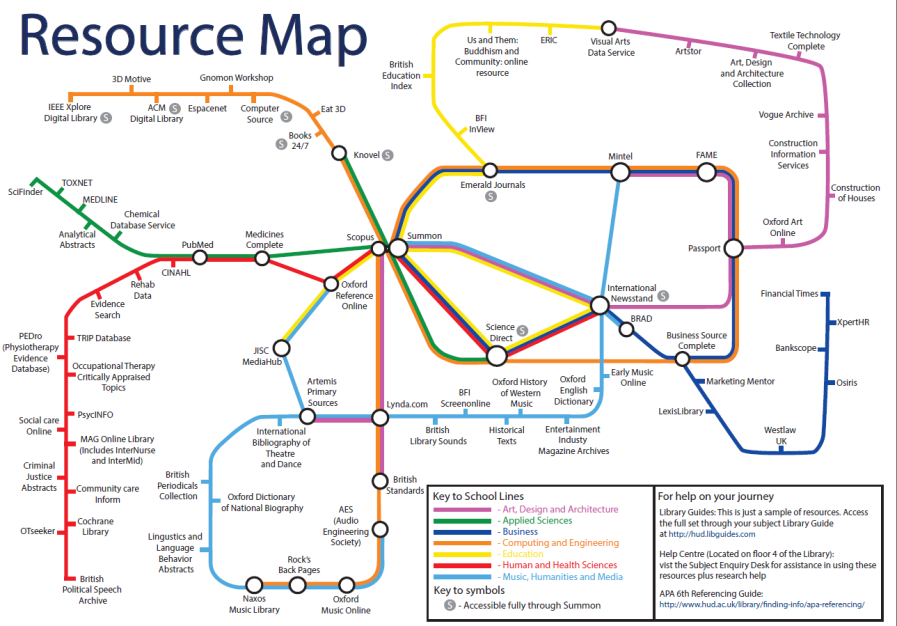 Resource Map
3D Motive
Gnomon Workshop
IEEE Xplore
Digital Library S
ACM S
Digital Library
Espacenet
Computer
Source S
Eat 3D
Books
S 24/7
Knovel S
British
Education
Index
Us and Them:
Buddhism and
Community: online
resource
ERIC
Visual Arts
Data Service
Artstor
Textile Technology
Complete
Art, Design
and Architecture
Collection
Vogue Archive
Construction
Information
Services
Construction
of Houses
Oxford Art
Online
BFI
InView
Emerald Journals
S
Mintel
FAME
Passport
SciFinder
TOXNET
MEDLINE
Analytical
Abstracts
Chemical
Database Service
PubMed
Medicines
Complete
Scopus
Summon
CINAHL
Rehab
Data
Evidence
Search
Oxford
Reference
Online
JISC
MediaHub
Science
Direct S
International
Newsstand S
BRAD
Business Source
Complete
Financial Times
XpertHR
Bankscope
Osiris
Marketing Mentor
LexisLibrary
Westlaw
UK
PEDro
(Physiotherapy
Evidence
Database)
TRIP Database
Occupational Therapy
Critically Appraised
Topics
Social care
Online
PsycINFO
MAG Online Library
(Includes InterNurse
and InterMid)
Criminal
Justice
Abstracts
Community care
Inform
OTseeker
Cochrane
Library
British
Political Speech
Archive
Artemis
Primary
Sources
Lynda.com
International
Bibliography of
Theatre
and Dance
British
Library Sounds
BFI
Screenonline
Historical
Texts
Oxford History
of Western
Music
Entertainment
Industy
Magazine Archives
Oxford
English
Dictionary
Early Music
Online
British
Periodicals
Collection
Oxford Dictionary
of National Biography
Lingustics and
Language
Behavior
Abstracts
British
Standards
AES
(Audio
Engineering
Society)
Naxos
Music Library
Rock's
Back Pages
Oxford
Music Online
Key to School Lines
- Art, Design and Architecture
- Applied Sciences
- Business
- Computing and Engineering
- Education
- Human and Health Sciences
- Music, Humanities and Media
Key to symbols
S - Accessible fully through Summon
For help on your journey
Library Guides: This is just a sample of resources. Access
the full set through your subject Library Guide
at http://hud.libguides.com
Help Centre (Located on floor 4 of the Library):
vist the Subject Enquiry Desk for assistance in using these
resources plus research help
APA 6th Referencing Guide:
http://www.hud.ac.uk/library/finding-info/apa-referencing/